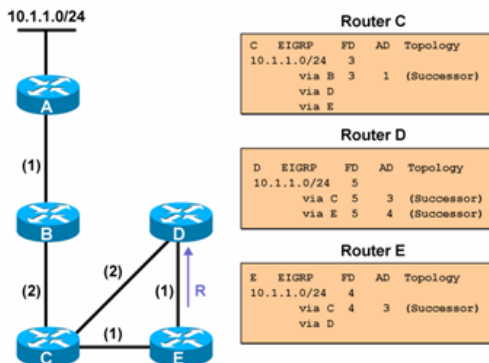 10.1.1.0/24
A
(1)
B
(2)
D
(2)
(1)
R
(1)
C
E
Router C
C EIGRP FD AD Topology
10.1.1.0/24 3
via B 3 1 (Successor)
via D
via E
Router D
D EIGRP FD AD Topology
10.1.1.0/24 5
via C 5 3 (Successor)
via E 5 4 (Successor)
Router E
E EIGRP FD AD Topology
10.1.1.0/24 4
via C 4 3 (Successor)
via D